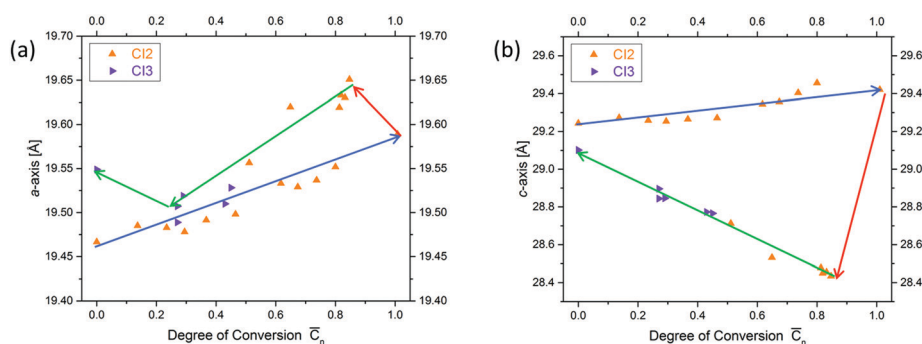 (a)
0.0 0.2 0.4 0.6 0.8 1.0
19.70 19.70
19.65 19.65
19.60 19.60
19.55 19.55
19.50 19.50
19.45 19.45
19.40 19.40
CI2
CI3
a-axis [Å]
0.0 0.2 0.4 0.6 0.8 1.0
Degree of Conversion C̅ₙ
(b)
0.0 0.2 0.4 0.6 0.8 1.0
29.6 29.6
29.4 29.4
29.2 29.2
29.0 29.0
28.8 28.8
28.6 28.6
28.4 28.4
CI2
CI3
c-axis [Å]
0.0 0.2 0.4 0.6 0.8 1.0
Degree of Conversion C̅ₙ